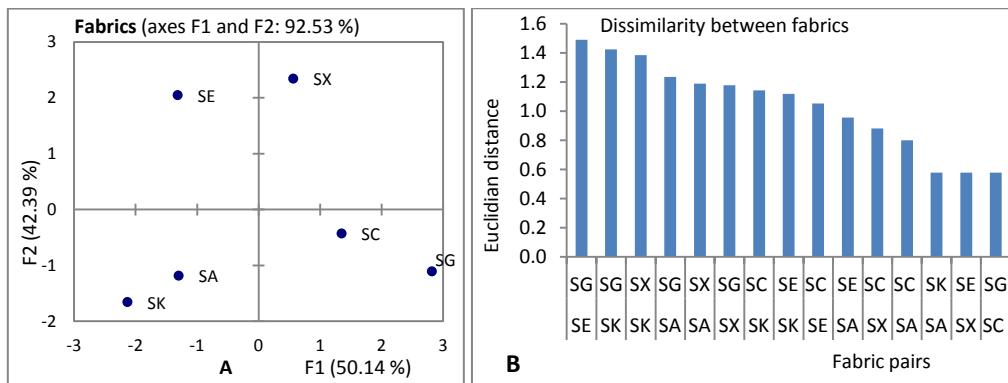 Fabrics (axes F1 and F2: 92.53 %)
3
2
1
0
-1
-2
F2 (42.39 %)
SE
SX
SC
SG
SA
SK
-3 -2 -1 0 1 2 3
A F1 (50.14 %)
Dissimilarity between fabrics
1.6
1.4
1.2
1.0
0.8
0.6
0.4
0.2
0.0
Euclidian distance
SG SG SX SG SX SG SC SE SC SE SC SC SK SE SG
SE SK SK SA SA SX SK SK SE SA SX SA SA SX SC
B Fabric pairs